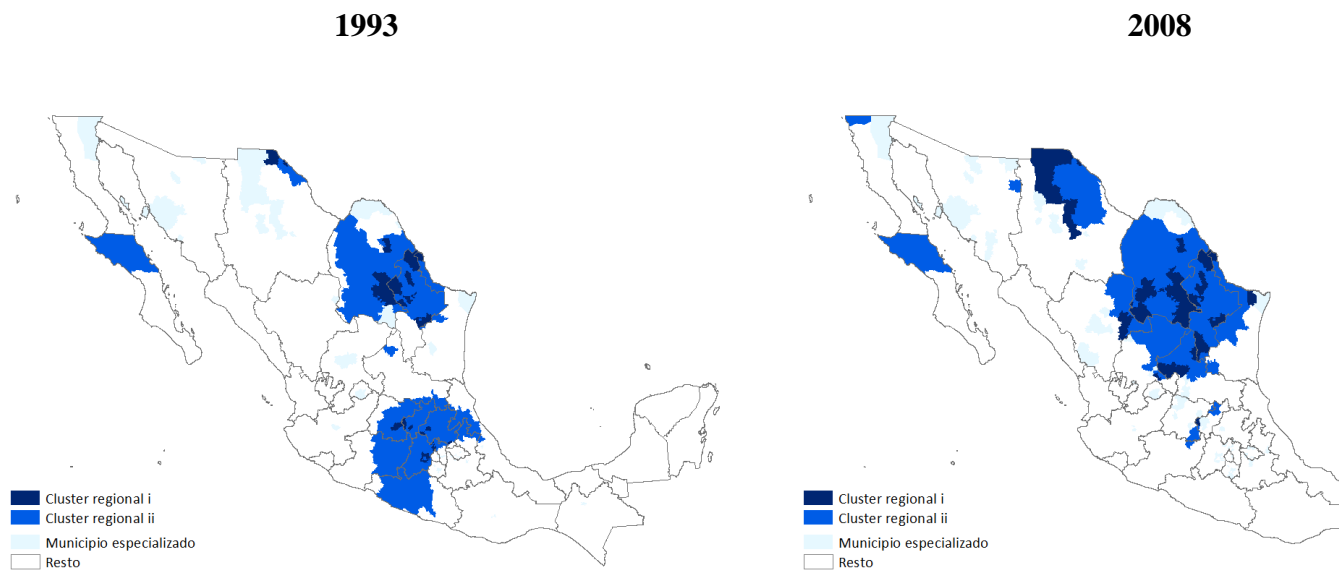 1993
2008
Cluster regional i
Cluster regional ii
Municipio especializado
Resto
Cluster regional i
Cluster regional ii
Municipio especializado
Resto